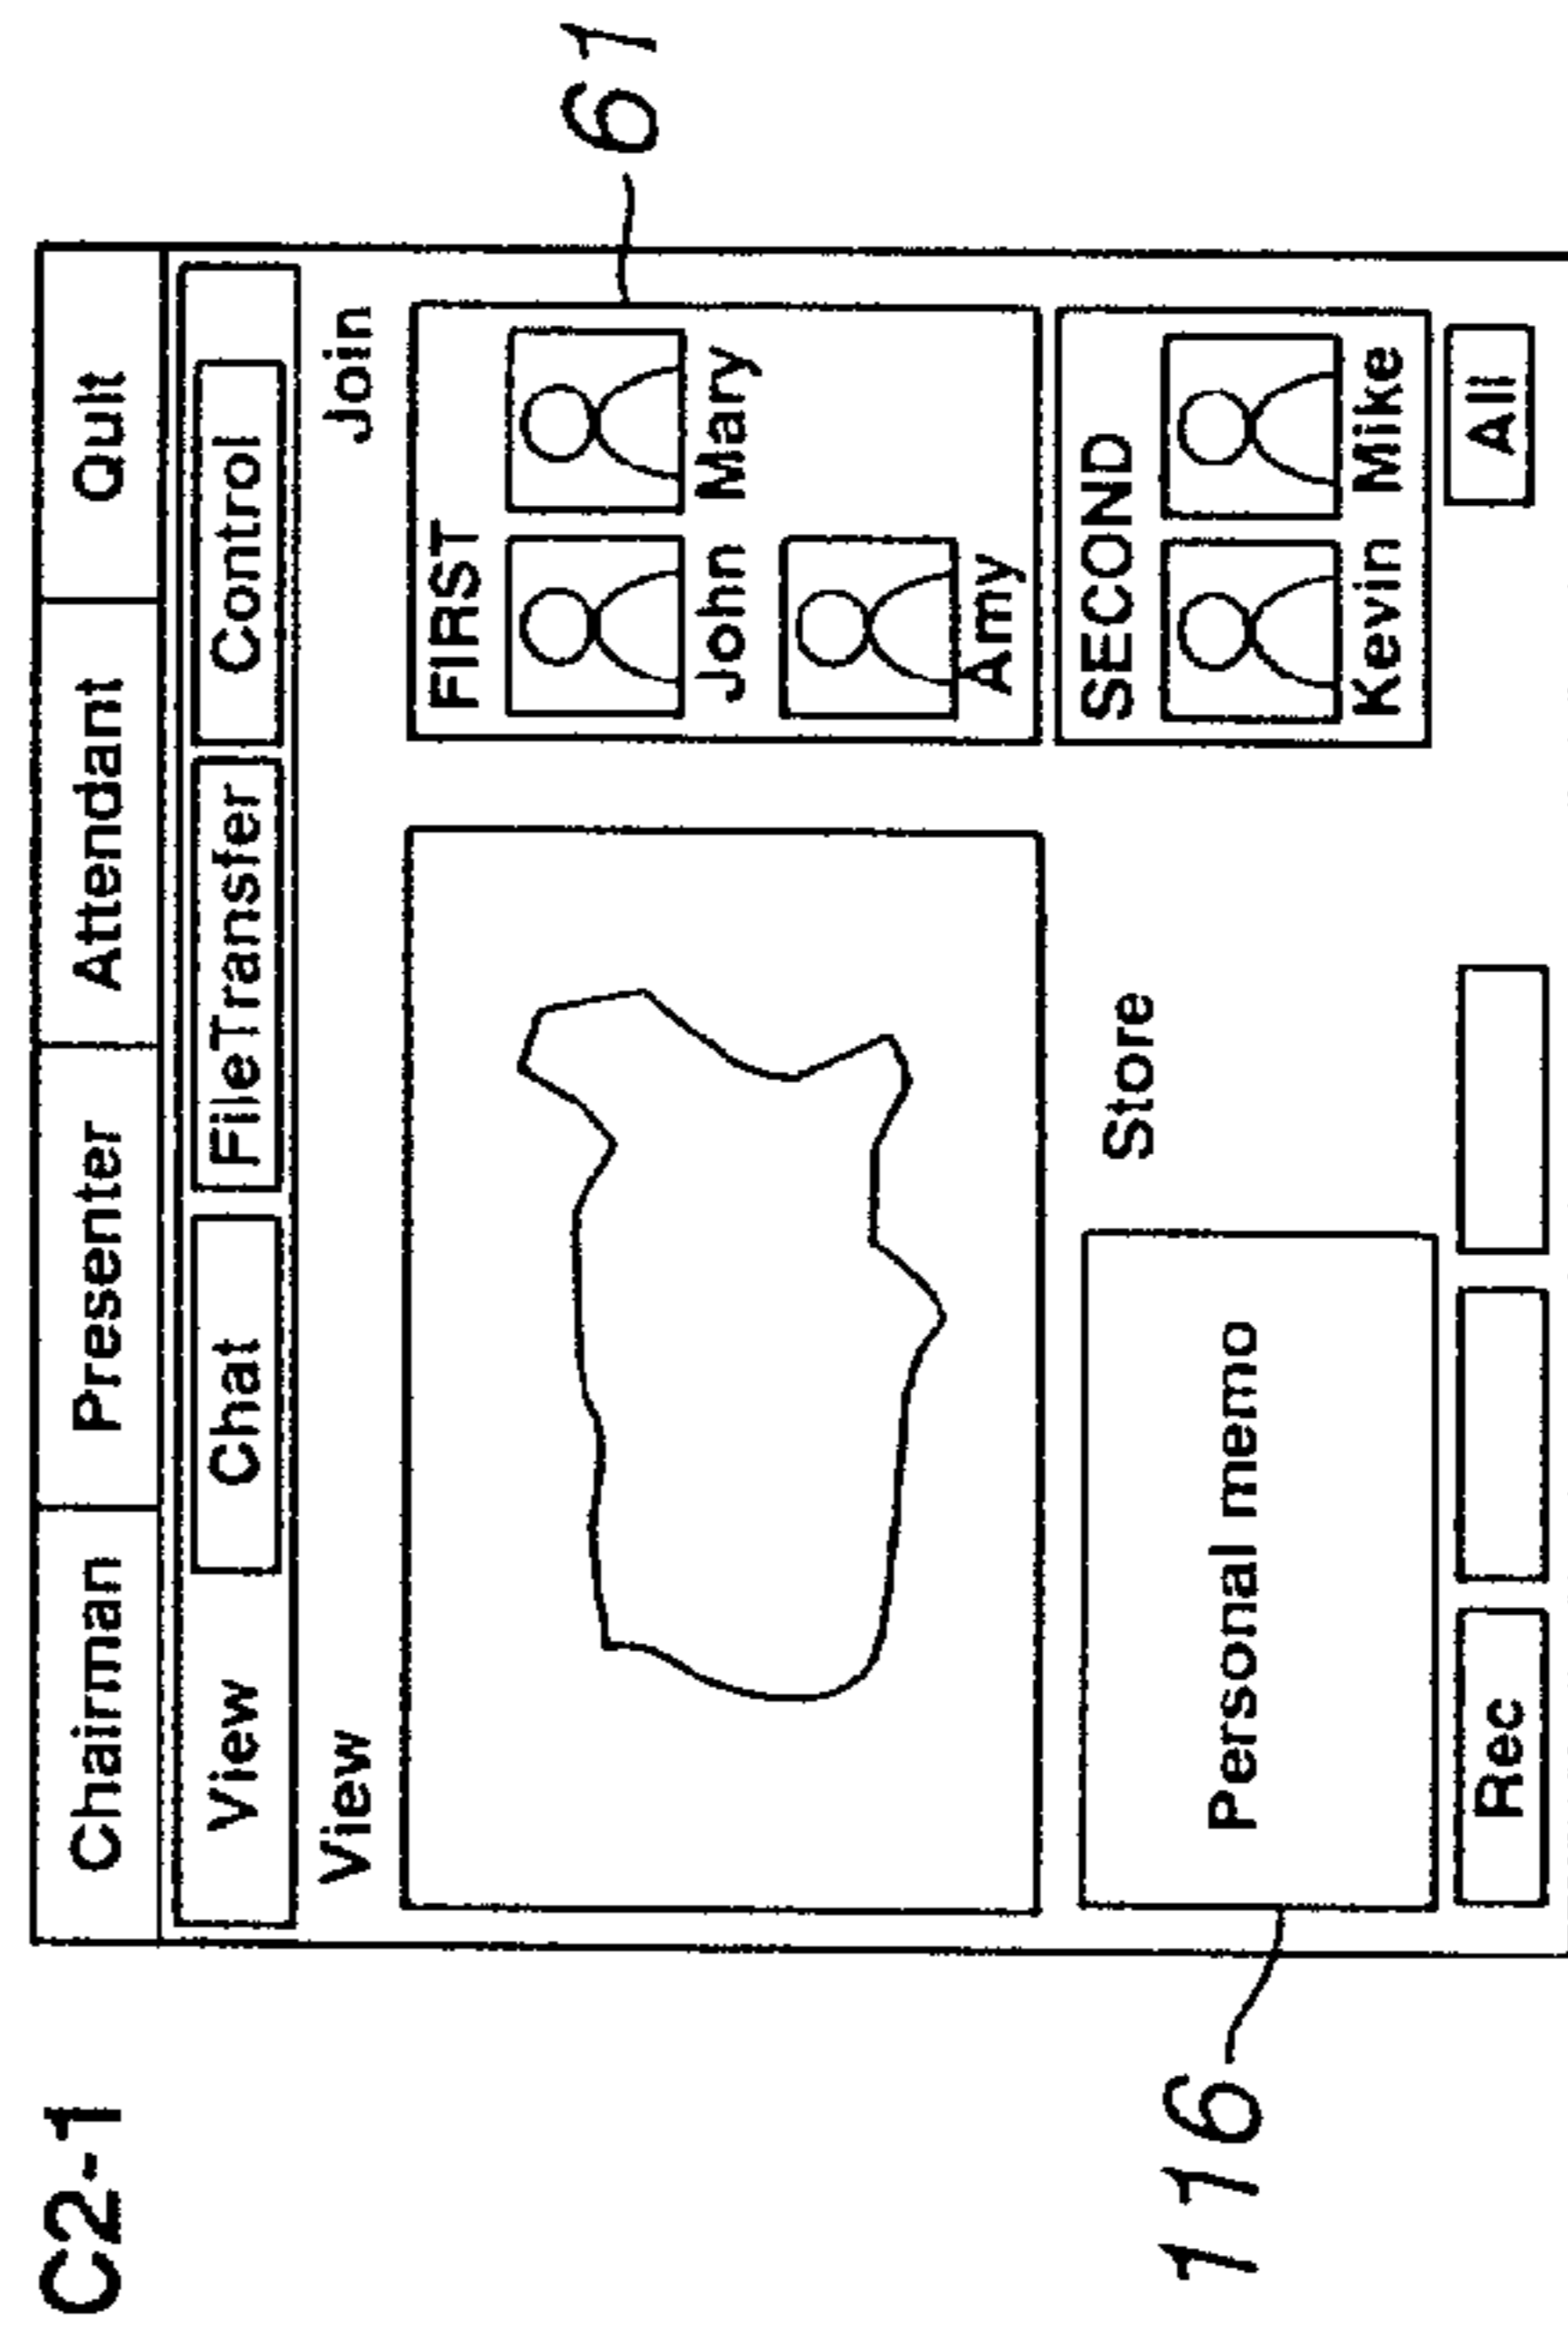 C2-1
Chairman Presenter Attendant Quit
View Chat FileTransfer Control
View Join
FIRST
John Mary
Amy
61
Personal memo
Store
SECOND
Kevin Mike
116
Rec
All